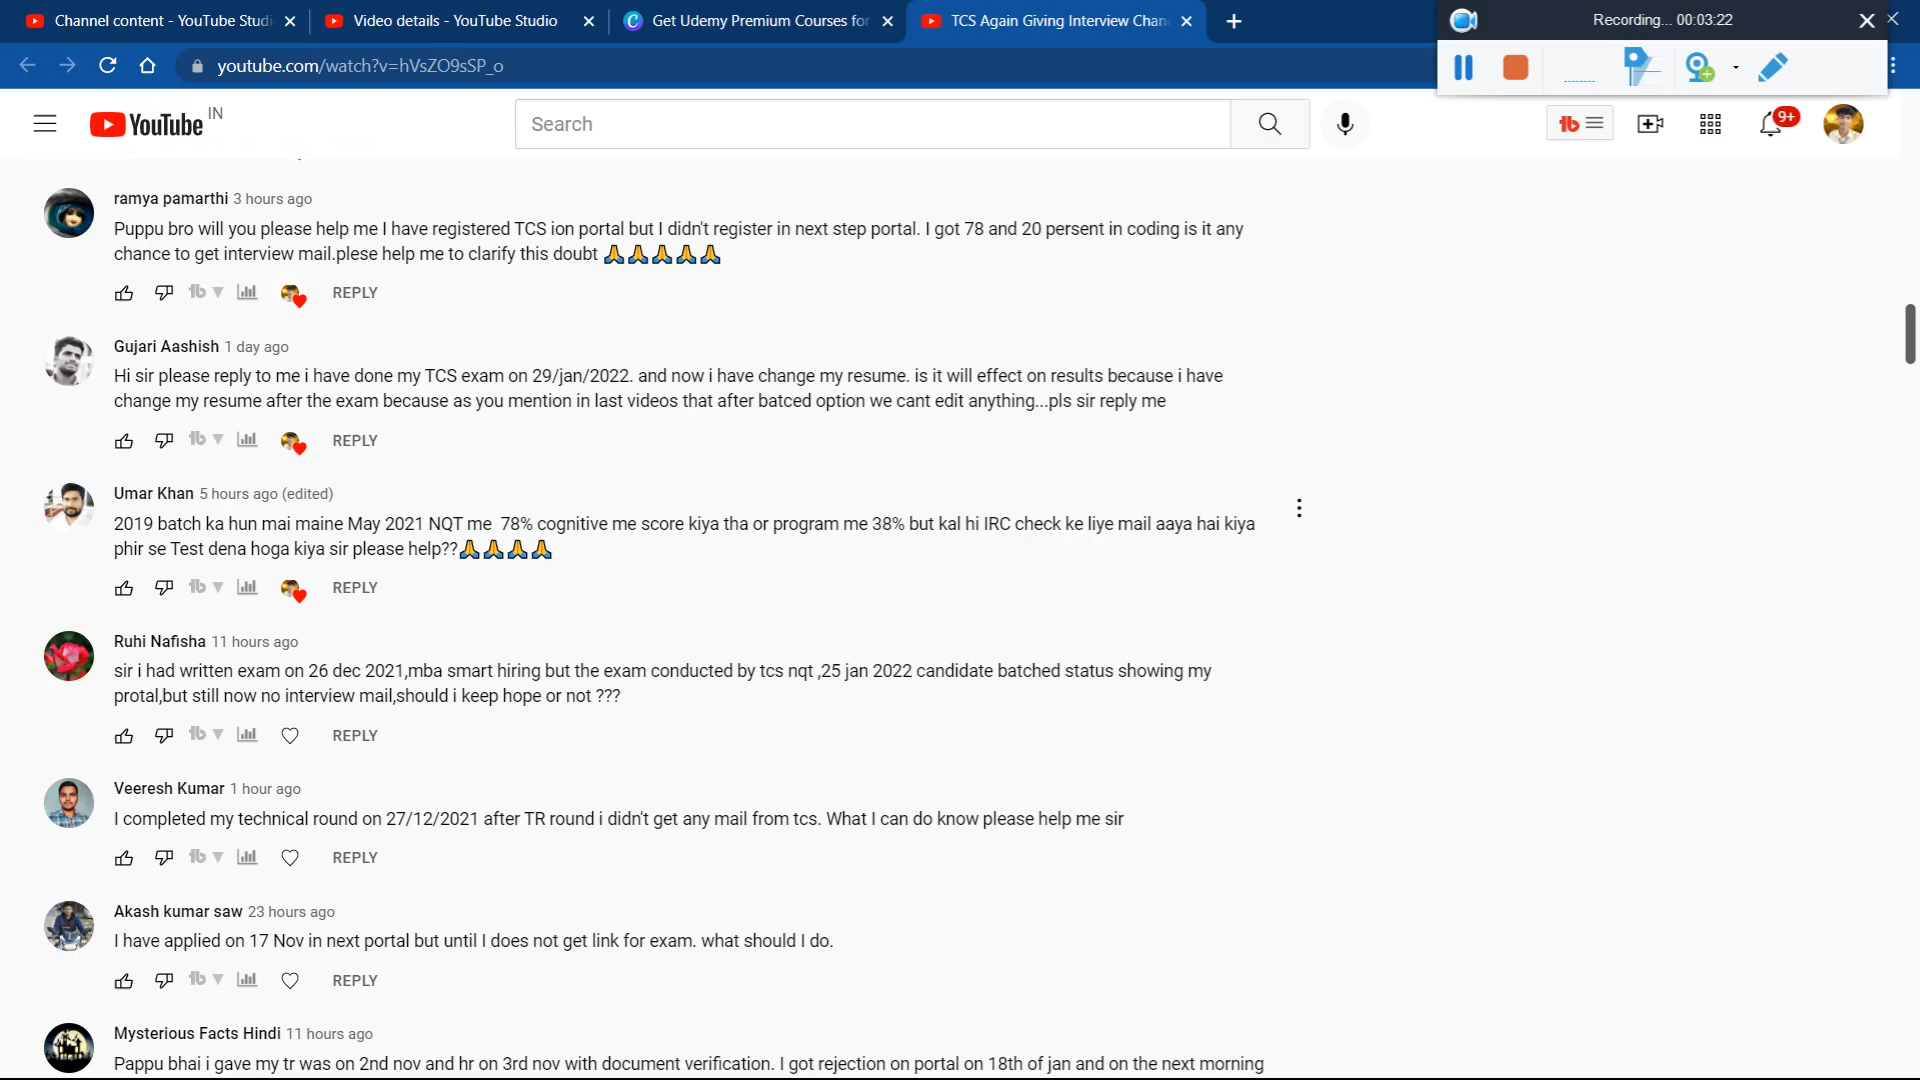 Channel content - YouTube Studi
Video details - YouTube Studio
Get Udemy Premium Courses for
TCS Again Giving Interview Chan
Recording... 00:03:22
youtube.com/watch?v=hVsZO9sSP_o
YouTube IN
Search
9+
ramya pamarthi 3 hours ago
Puppu bro will you please help me I have registered TCS ion portal but I didn't register in next step portal. I got 78 and 20 persent in coding is it any
chance to get interview mail.plese help me to clarify this doubt 🙏🙏🙏🙏🙏
REPLY
Gujari Aashish 1 day ago
Hi sir please reply to me i have done my TCS exam on 29/jan/2022. and now i have change my resume. is it will effect on results because i have
change my resume after the exam because as you mention in last videos that after batced option we cant edit anything...pls sir reply me
REPLY
Umar Khan 5 hours ago (edited)
2019 batch ka hun mai maine May 2021 NQT me 78% cognitive me score kiya tha or program me 38% but kal hi IRC check ke liye mail aaya hai kiya
phir se Test dena hoga kiya sir please help??🙏🙏🙏🙏
REPLY
Ruhi Nafisha 11 hours ago
sir i had written exam on 26 dec 2021,mba smart hiring but the exam conducted by tcs nqt ,25 jan 2022 candidate batched status showing my
protal,but still now no interview mail,should i keep hope or not ???
REPLY
Veeresh Kumar 1 hour ago
I completed my technical round on 27/12/2021 after TR round i didn't get any mail from tcs. What I can do know please help me sir
REPLY
Akash kumar saw 23 hours ago
I have applied on 17 Nov in next portal but until I does not get link for exam. what should I do.
REPLY
Mysterious Facts Hindi 11 hours ago
Pappu bhai i gave my tr was on 2nd nov and hr on 3rd nov with document verification. I got rejection on portal on 18th of jan and on the next morning